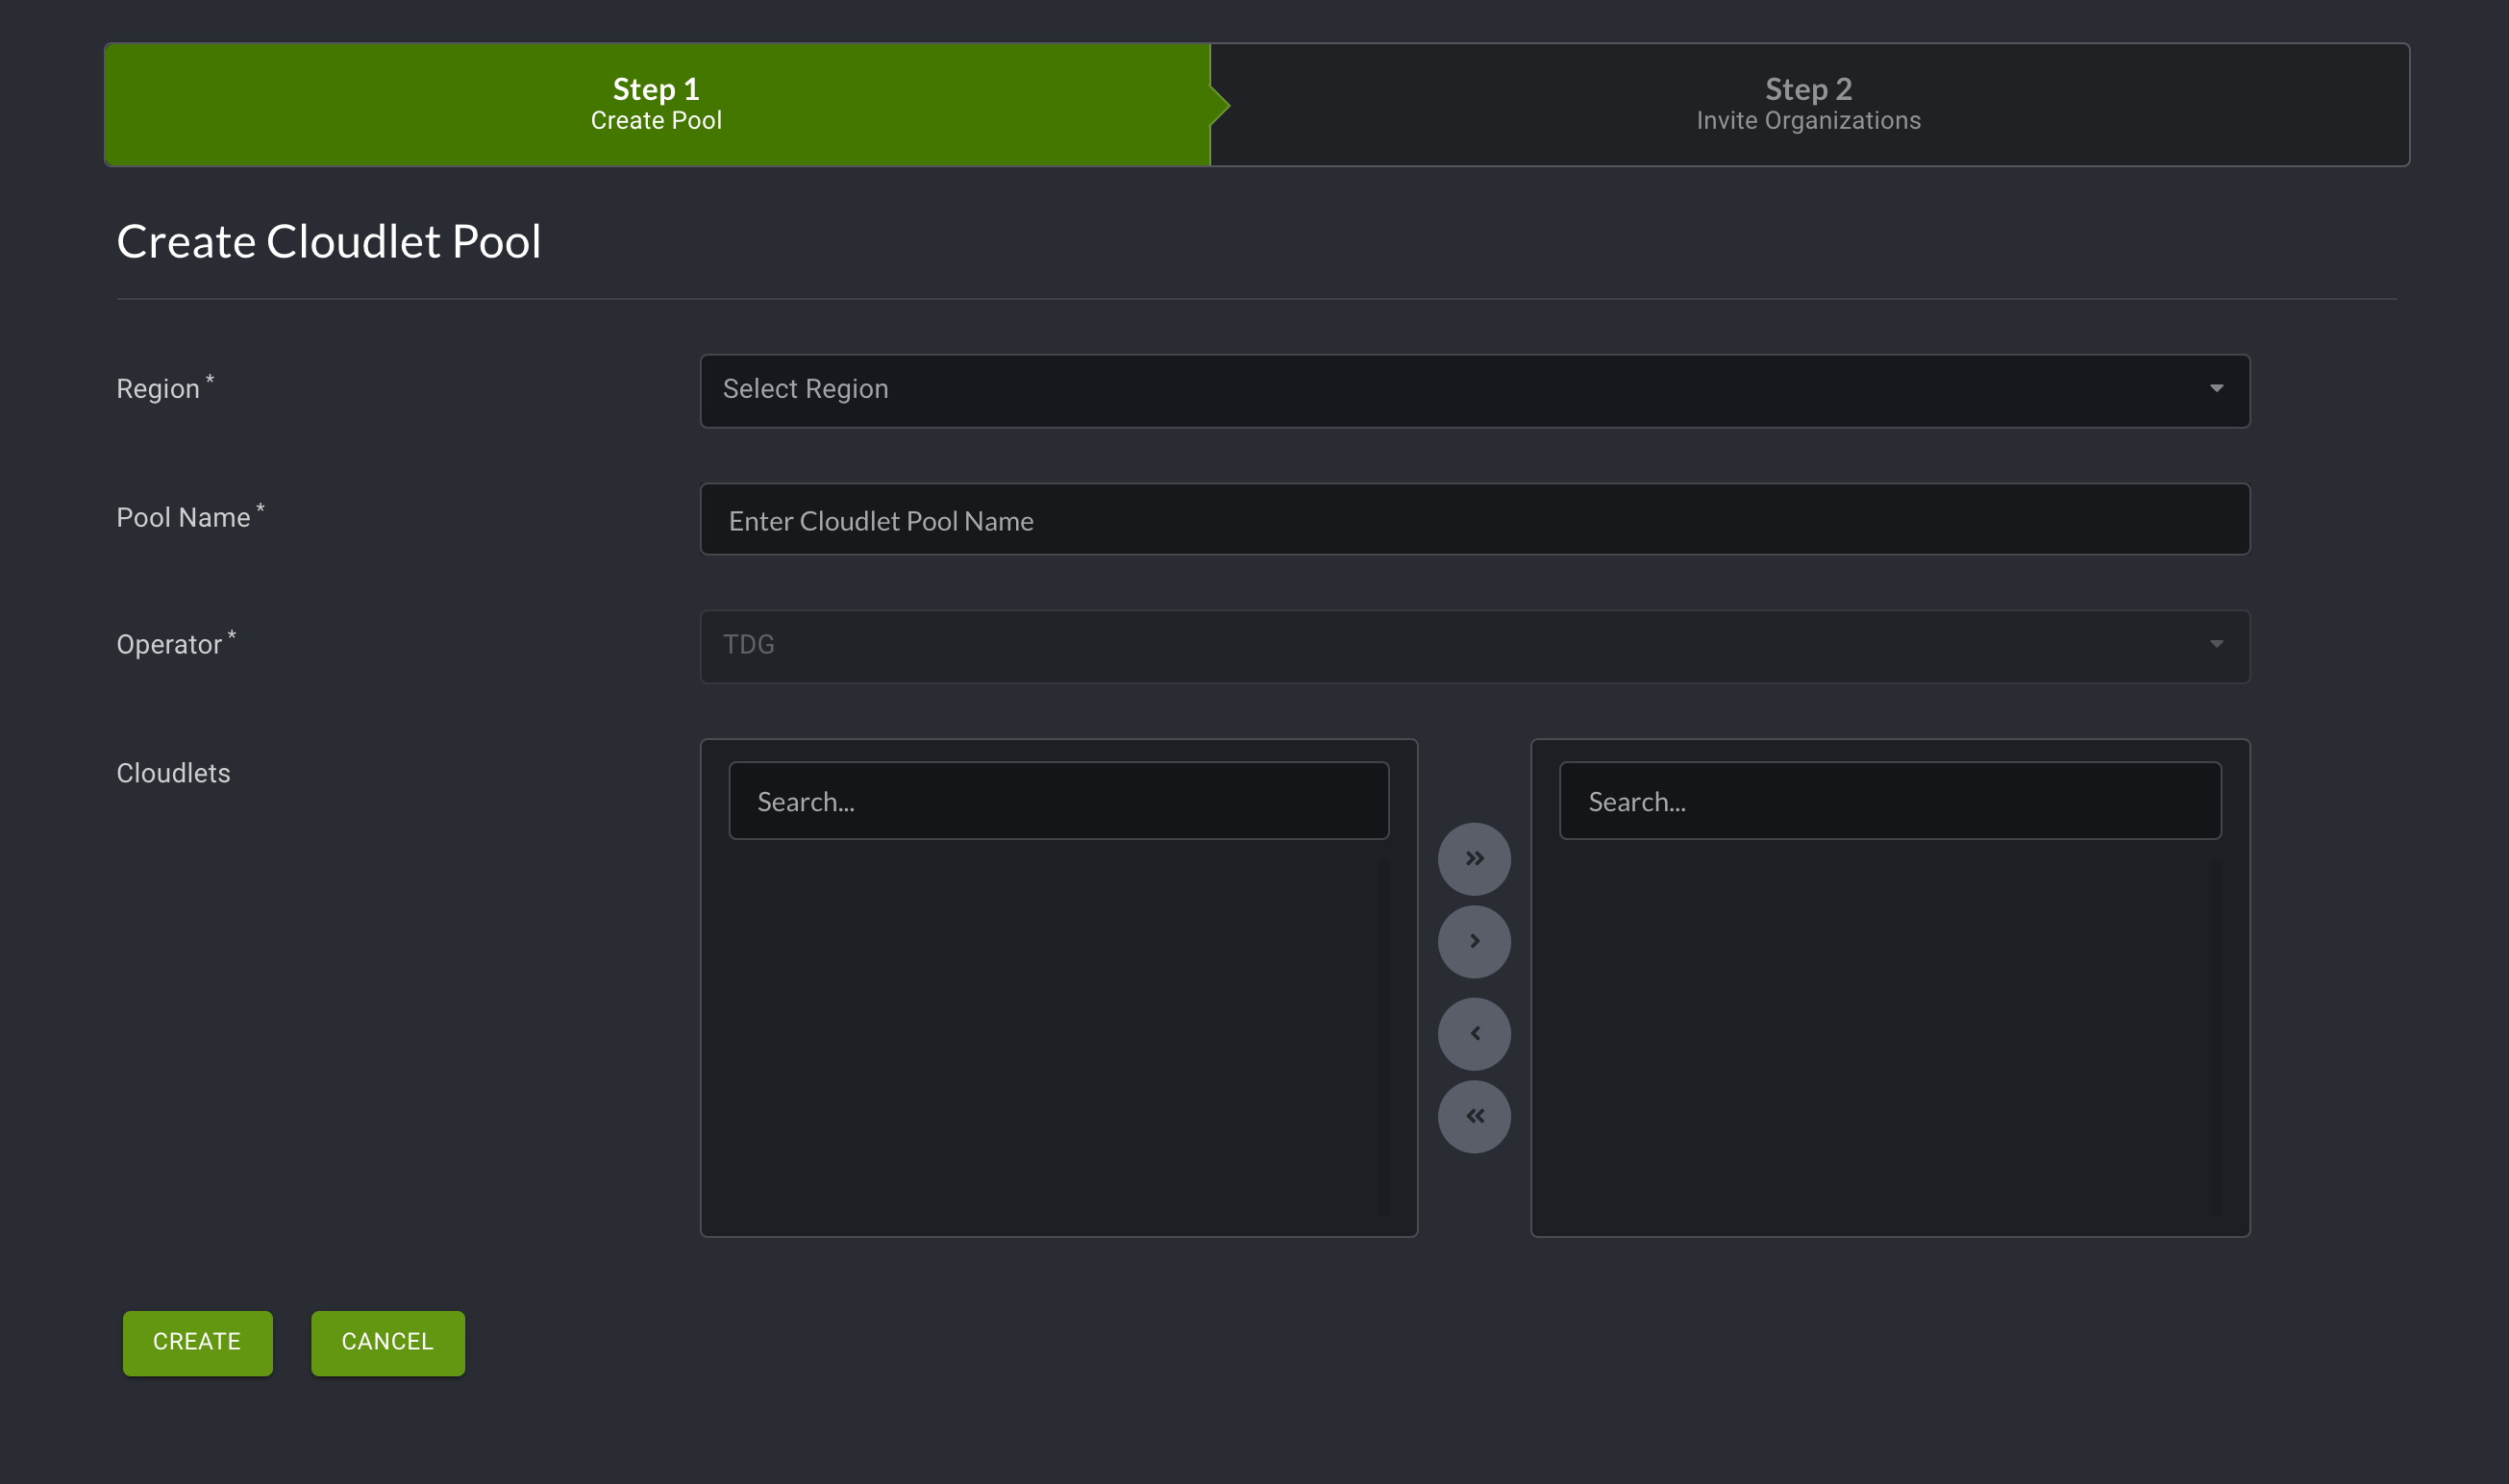 Step 1
Create Pool
Step 2
Invite Organizations
Create Cloudlet Pool
Region *
Select Region
Pool Name *
Enter Cloudlet Pool Name
Operator *
TDG
Cloudlets
Search...
Search...
CREATE
CANCEL